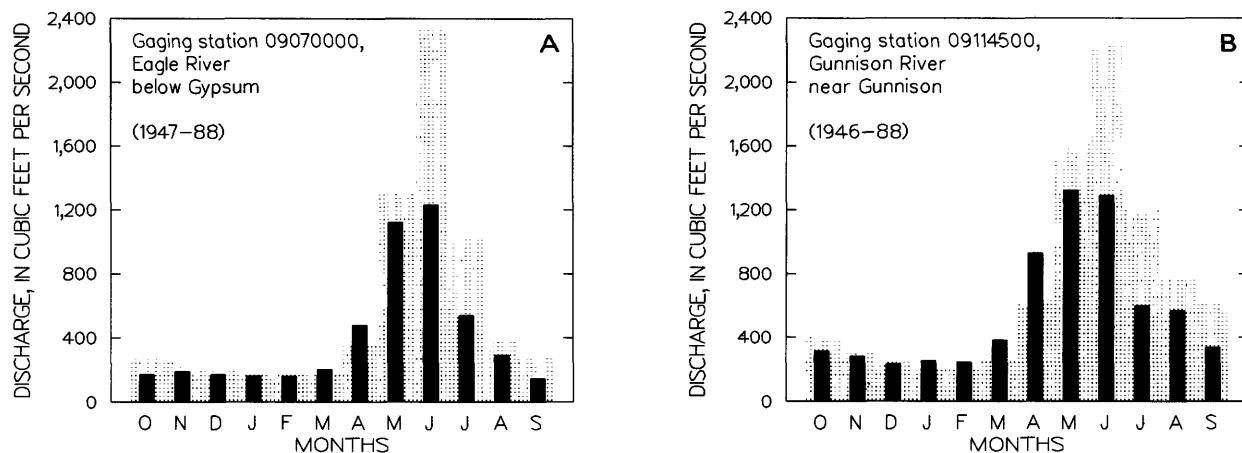 DISCHARGE, IN CUBIC FEET PER SECOND
2,400
2,000
1,600
1,200
800
400
0
Gaging station 09070000,
Eagle River
below Gypsum
(1947–88)
A
O N D J F M A M J J A S
MONTHS
DISCHARGE, IN CUBIC FEET PER SECOND
2,400
2,000
1,600
1,200
800
400
0
Gaging station 09114500,
Gunnison River
near Gunnison
(1946–88)
B
O N D J F M A M J J A S
MONTHS